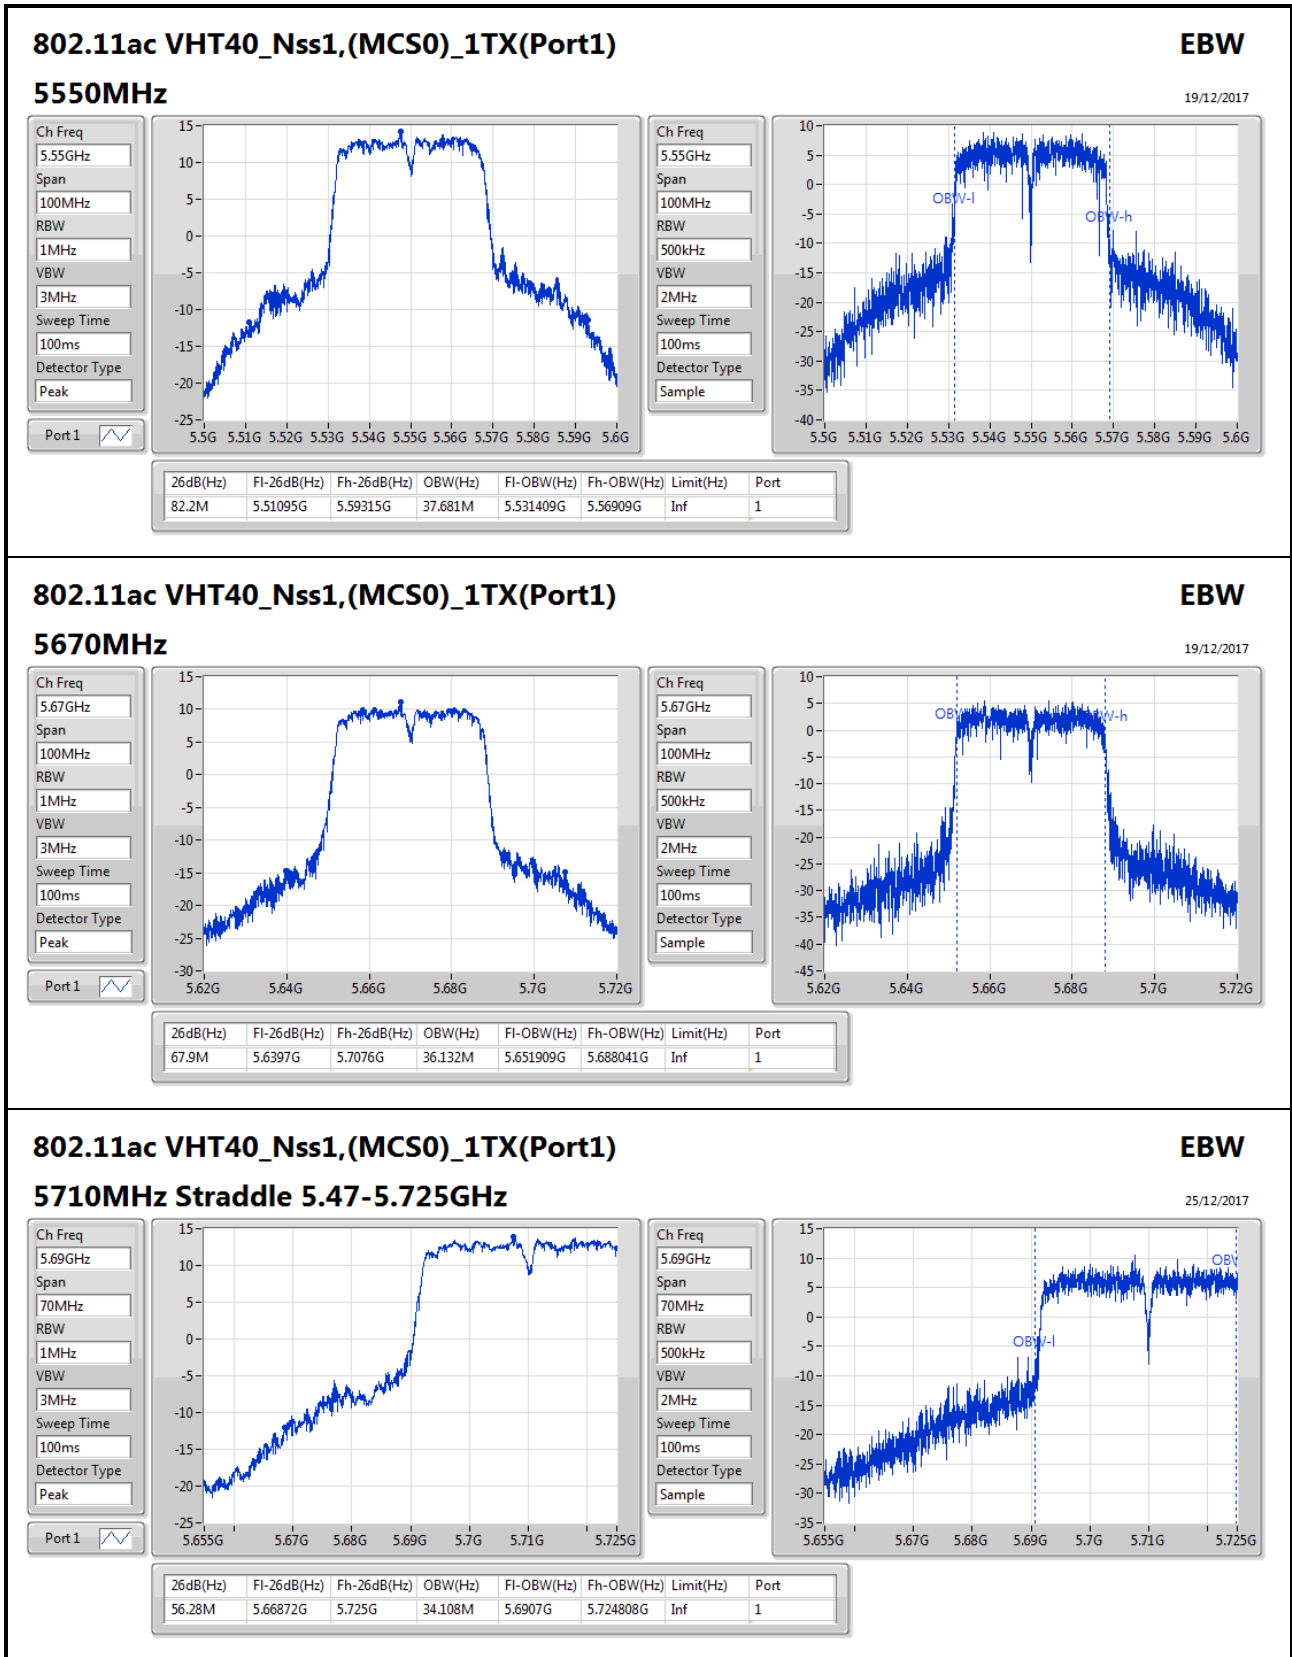 802.11ac VHT40_Nss1,(MCS0)_1TX(Port1) EBW
5550MHz 19/12/2017
Ch Freq
5.55GHz
Span
100MHz
RBW
1MHz
VBW
3MHz
Sweep Time
100ms
Detector Type
Peak
Port 1
15
10
5
0
-5
-10
-15
-20
-25
5.5G 5.51G 5.52G 5.53G 5.54G 5.55G 5.56G 5.57G 5.58G 5.59G 5.6G
Ch Freq
5.55GHz
Span
100MHz
RBW
500kHz
VBW
2MHz
Sweep Time
100ms
Detector Type
Sample
10
5
0
-5
-10
-15
-20
-25
-30
-35
-40
OBW-l
OBW-h
5.5G 5.51G 5.52G 5.53G 5.54G 5.55G 5.56G 5.57G 5.58G 5.59G 5.6G
26dB(Hz) Fl-26dB(Hz) Fh-26dB(Hz) OBW(Hz) Fl-OBW(Hz) Fh-OBW(Hz) Limit(Hz) Port
82.2M 5.51095G 5.59315G 37.681M 5.531409G 5.56909G Inf 1
802.11ac VHT40_Nss1,(MCS0)_1TX(Port1) EBW
5670MHz 19/12/2017
Ch Freq
5.67GHz
Span
100MHz
RBW
1MHz
VBW
3MHz
Sweep Time
100ms
Detector Type
Peak
Port 1
15
10
5
0
-5
-10
-15
-20
-25
-30
5.62G 5.64G 5.66G 5.68G 5.7G 5.72G
Ch Freq
5.67GHz
Span
100MHz
RBW
500kHz
VBW
2MHz
Sweep Time
100ms
Detector Type
Sample
10
5
0
-5
-10
-15
-20
-25
-30
-35
-40
-45
5.62G 5.64G 5.66G 5.68G 5.7G 5.72G
26dB(Hz) Fl-26dB(Hz) Fh-26dB(Hz) OBW(Hz) Fl-OBW(Hz) Fh-OBW(Hz) Limit(Hz) Port
67.9M 5.6397G 5.7076G 36.132M 5.651909G 5.688041G Inf 1
802.11ac VHT40_Nss1,(MCS0)_1TX(Port1) EBW
5710MHz Straddle 5.47-5.725GHz 25/12/2017
Ch Freq
5.69GHz
Span
70MHz
RBW
1MHz
VBW
3MHz
Sweep Time
100ms
Detector Type
Peak
Port 1
15
10
5
0
-5
-10
-15
-20
-25
5.655G 5.67G 5.68G 5.69G 5.7G 5.71G 5.725G
Ch Freq
5.69GHz
Span
70MHz
RBW
500kHz
VBW
2MHz
Sweep Time
100ms
Detector Type
Sample
15
10
5
0
-5
-10
-15
-20
-25
-30
-35
OBW-l
5.655G 5.67G 5.68G 5.69G 5.7G 5.71G 5.725G
26dB(Hz) Fl-26dB(Hz) Fh-26dB(Hz) OBW(Hz) Fl-OBW(Hz) Fh-OBW(Hz) Limit(Hz) Port
56.28M 5.66872G 5.725G 34.108M 5.6907G 5.724808G Inf 1